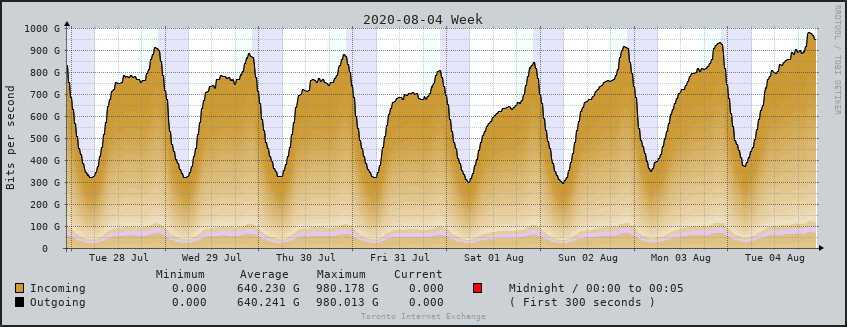 2020-08-04 Week
RRDTOOL / TOBI OETIKER
Bits per second
1000 G
900 G
800 G
700 G
600 G
500 G
400 G
300 G
200 G
100 G
0
Tue 28 Jul Wed 29 Jul Thu 30 Jul Fri 31 Jul Sat 01 Aug Sun 02 Aug Mon 03 Aug Tue 04 Aug
Minimum Average Maximum Current
Incoming 0.000 640.230 G 980.178 G 0.000 Midnight / 00:00 to 00:05
Outgoing 0.000 640.241 G 980.013 G 0.000 ( First 300 seconds )
Toronto Internet Exchange